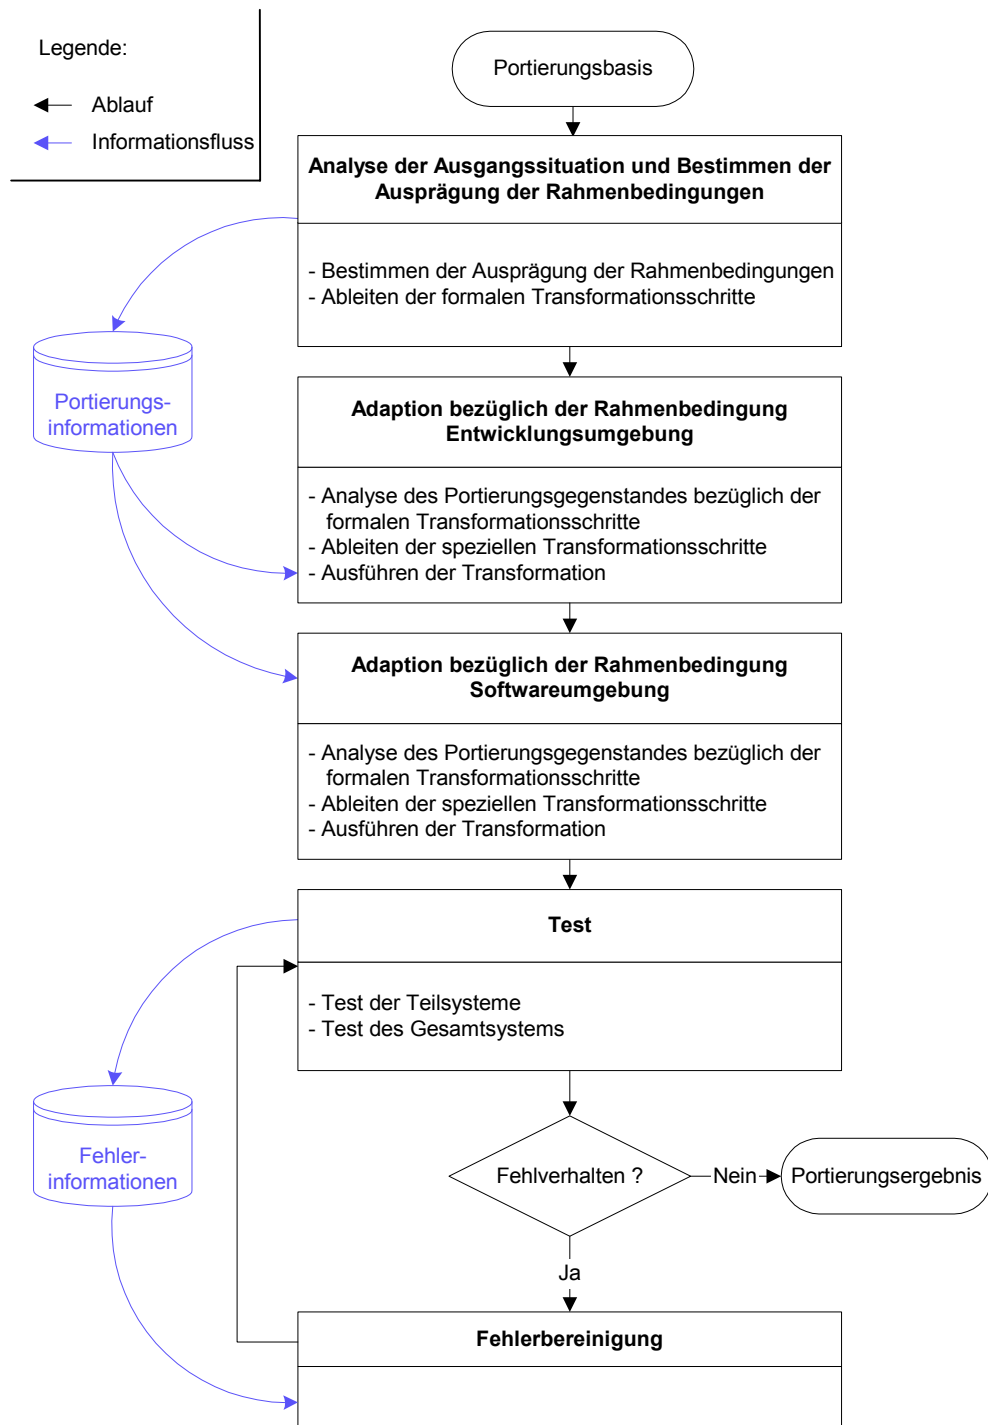 Legende:
Ablauf
Informationsfluss
Portierungsbasis
Analyse der Ausgangssituation und Bestimmen der
Ausprägung der Rahmenbedingungen
- Bestimmen der Ausprägung der Rahmenbedingungen
- Ableiten der formalen Transformationsschritte
Portierungs-
informationen
Adaption bezüglich der Rahmenbedingung
Entwicklungsumgebung
- Analyse des Portierungsgegenstandes bezüglich der
formalen Transformationsschritte
- Ableiten der speziellen Transformationsschritte
- Ausführen der Transformation
Adaption bezüglich der Rahmenbedingung
Softwareumgebung
- Analyse des Portierungsgegenstandes bezüglich der
formalen Transformationsschritte
- Ableiten der speziellen Transformationsschritte
- Ausführen der Transformation
Test
- Test der Teilsysteme
- Test des Gesamtsystems
Fehler-
informationen
Fehlverhalten ?
Nein
Portierungsergebnis
Ja
Fehlerbereinigung